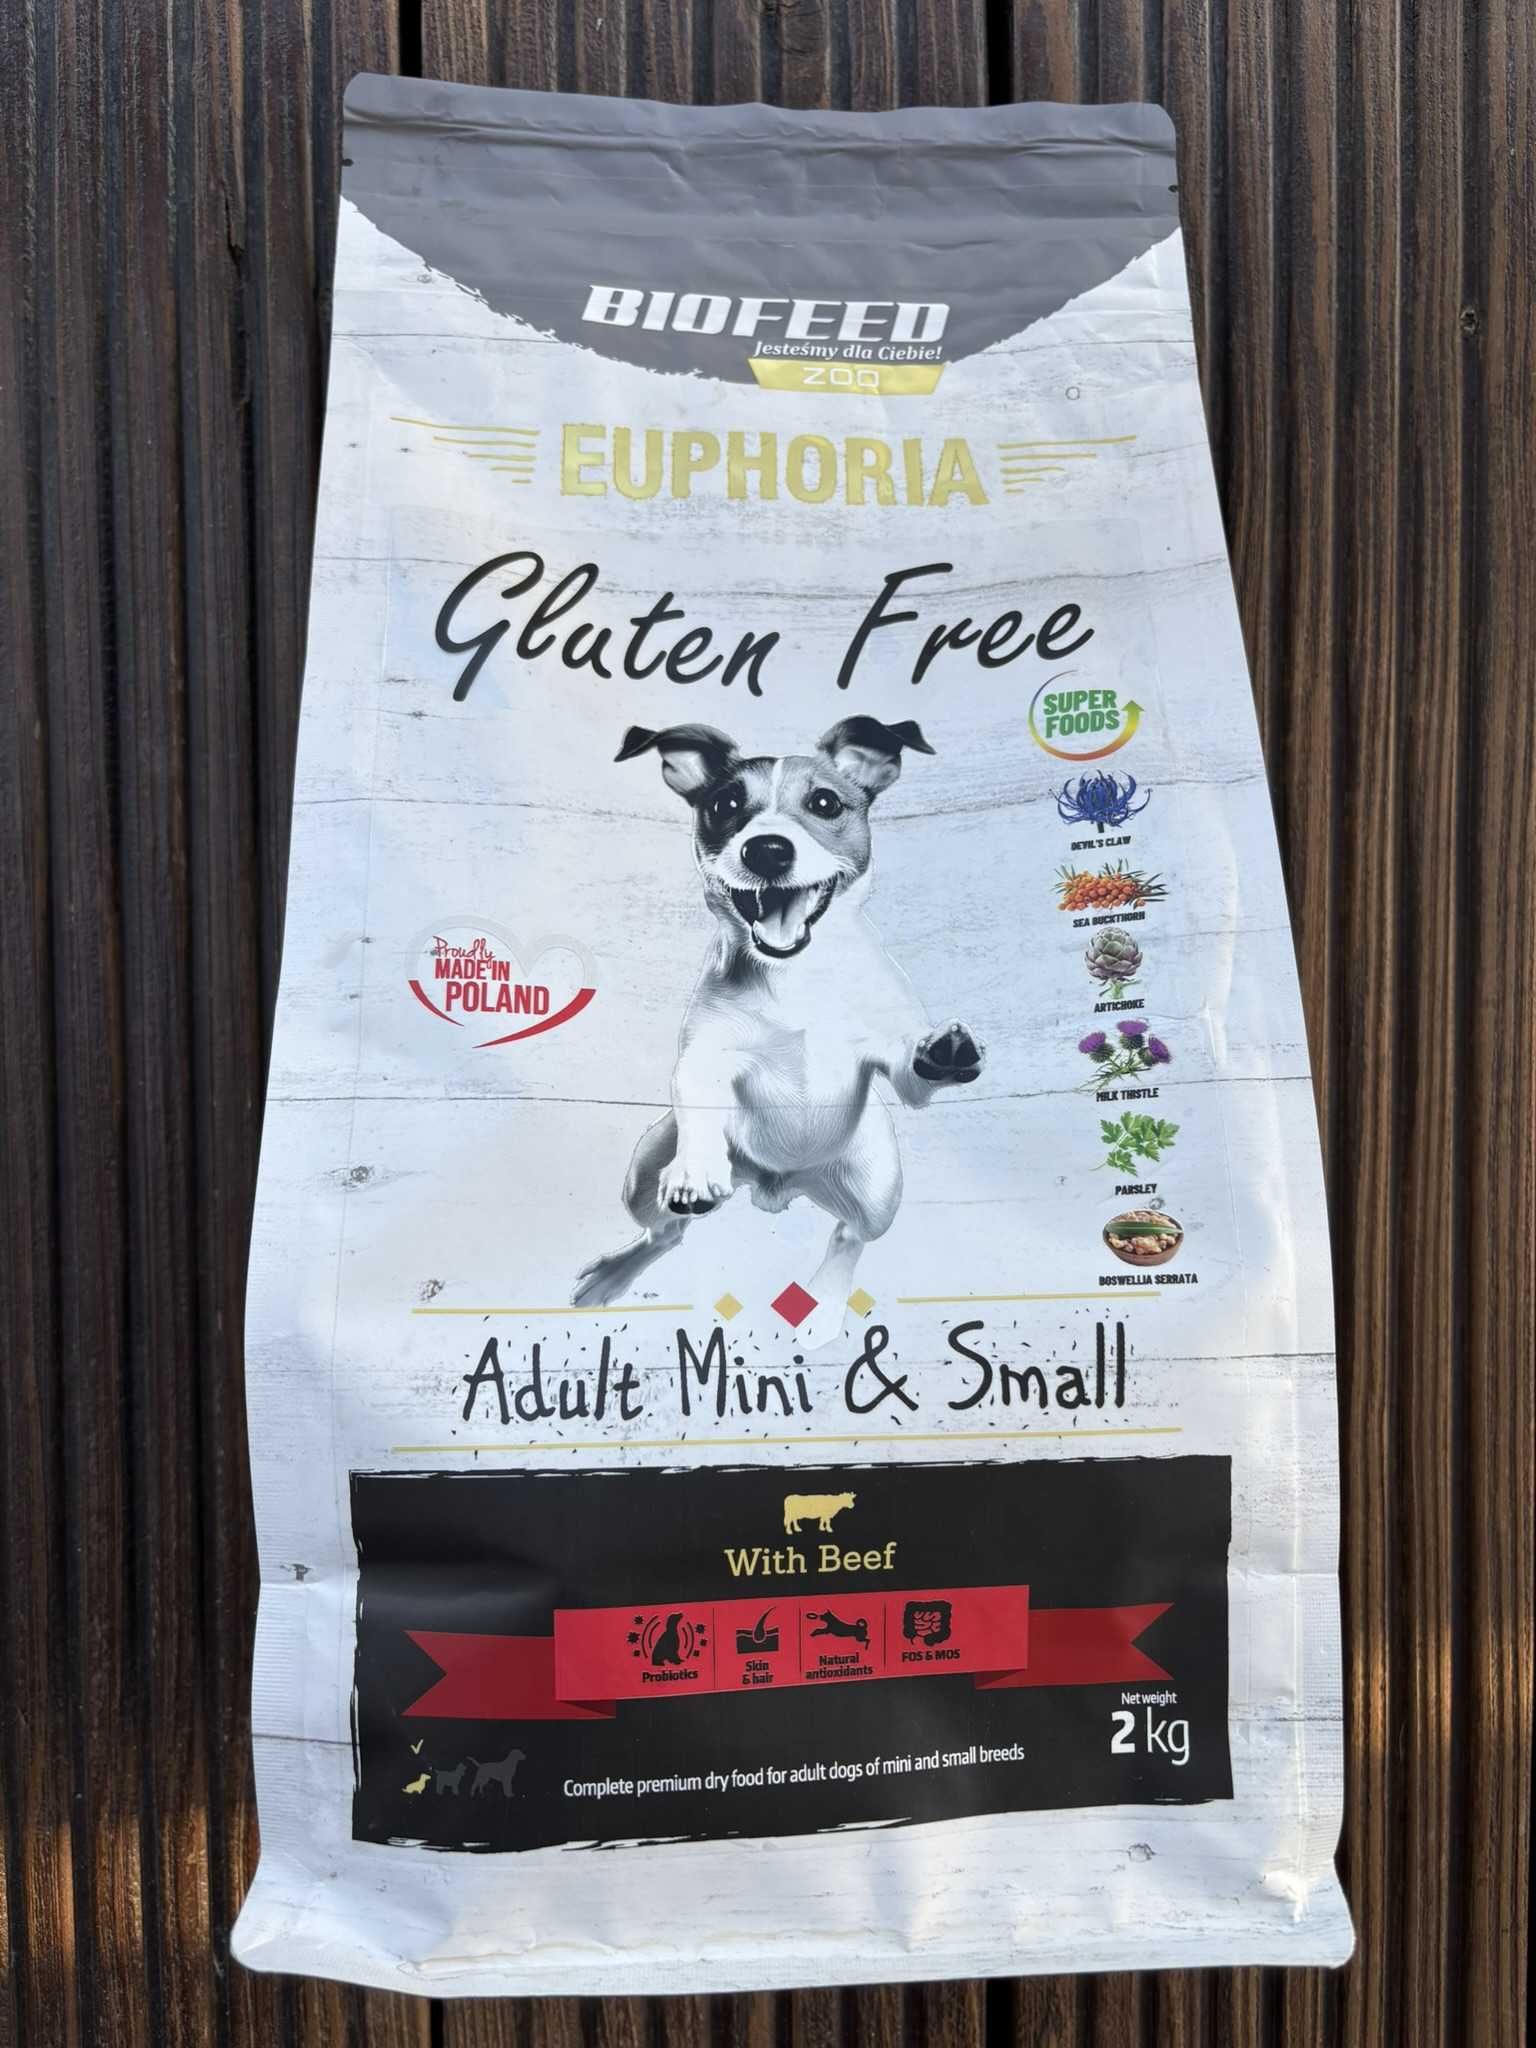 BIOFEED
Jesteśmy dla Ciebie!
ZOO
EUPHORIA
Gluten Free
SUPER
FOODS
DEVIL'S CLAW
SEA BUCKTHORN
ARTICHOKE
MILK THISTLE
PARSLEY
BOSWELLIA SERRATA
Proudly
MADE IN
POLAND
Adult Mini & Small
With Beef
Probiotics
Skin
& hair
Natural
antioxidants
FOS & MOS
Net weight
2 kg
Complete premium dry food for adult dogs of mini and small breeds